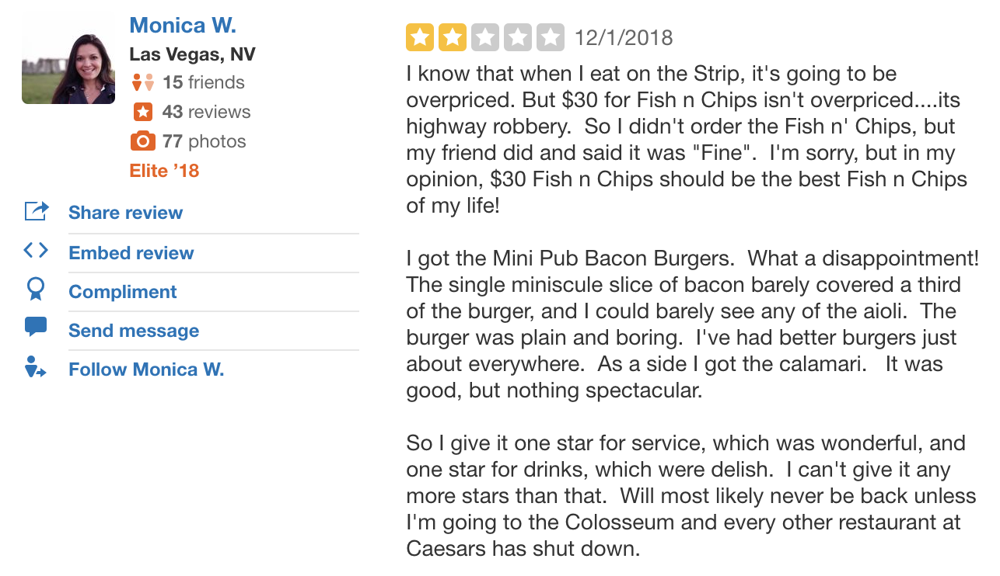 Monica W.
Las Vegas, NV
15 friends
43 reviews
77 photos
Elite ’18
Share review
Embed review
Compliment
Send message
Follow Monica W.
12/1/2018
I know that when I eat on the Strip, it's going to be
overpriced. But $30 for Fish n Chips isn't overpriced....its
highway robbery.  So I didn't order the Fish n' Chips, but
my friend did and said it was "Fine".  I'm sorry, but in my
opinion, $30 Fish n Chips should be the best Fish n Chips
of my life!
I got the Mini Pub Bacon Burgers.  What a disappointment!
The single miniscule slice of bacon barely covered a third
of the burger, and I could barely see any of the aioli.  The
burger was plain and boring.  I've had better burgers just
about everywhere.  As a side I got the calamari.   It was
good, but nothing spectacular.
So I give it one star for service, which was wonderful, and
one star for drinks, which were delish.  I can't give it any
more stars than that.  Will most likely never be back unless
I'm going to the Colosseum and every other restaurant at
Caesars has shut down.